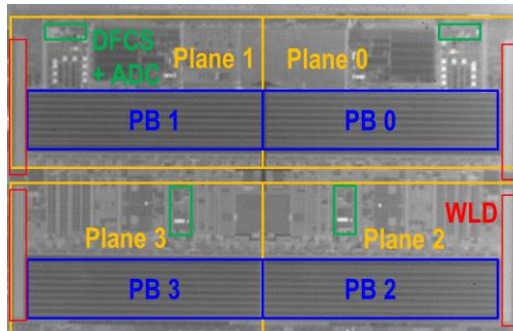 DFCS
+ ADC
Plane 1
Plane 0
PB 1
PB 0
WLD
Plane 3
Plane 2
PB 3
PB 2